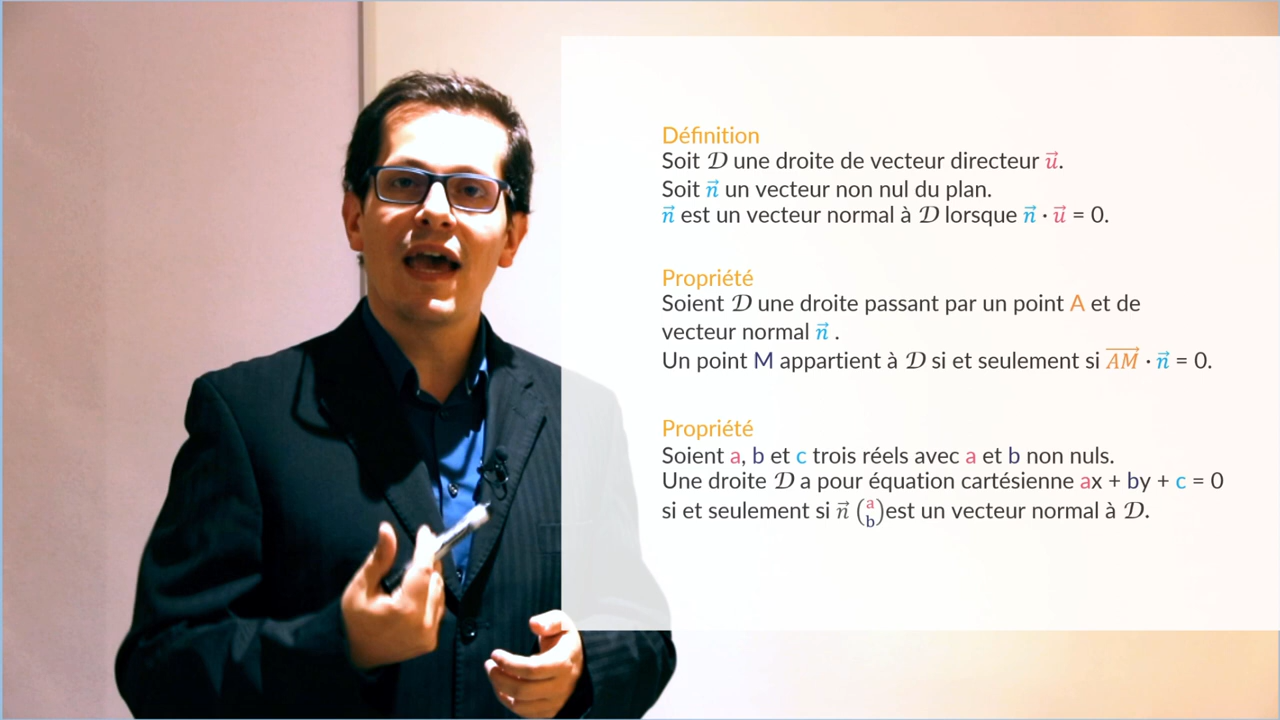 Définition
Soit 𝒟 une droite de vecteur directeur u⃗.
Soit n⃗ un vecteur non nul du plan.
n⃗ est un vecteur normal à 𝒟 lorsque n⃗ · u⃗ = 0.
Propriété
Soient 𝒟 une droite passant par un point A et de
vecteur normal n⃗ .
Un point M appartient à 𝒟 si et seulement si \overrightarrow{AM} · n⃗ = 0.
Propriété
Soient a, b et c trois réels avec a et b non nuls.
Une droite 𝒟 a pour équation cartésienne ax + by + c = 0
si et seulement si n⃗ \binom{a}{b} est un vecteur normal à 𝒟.